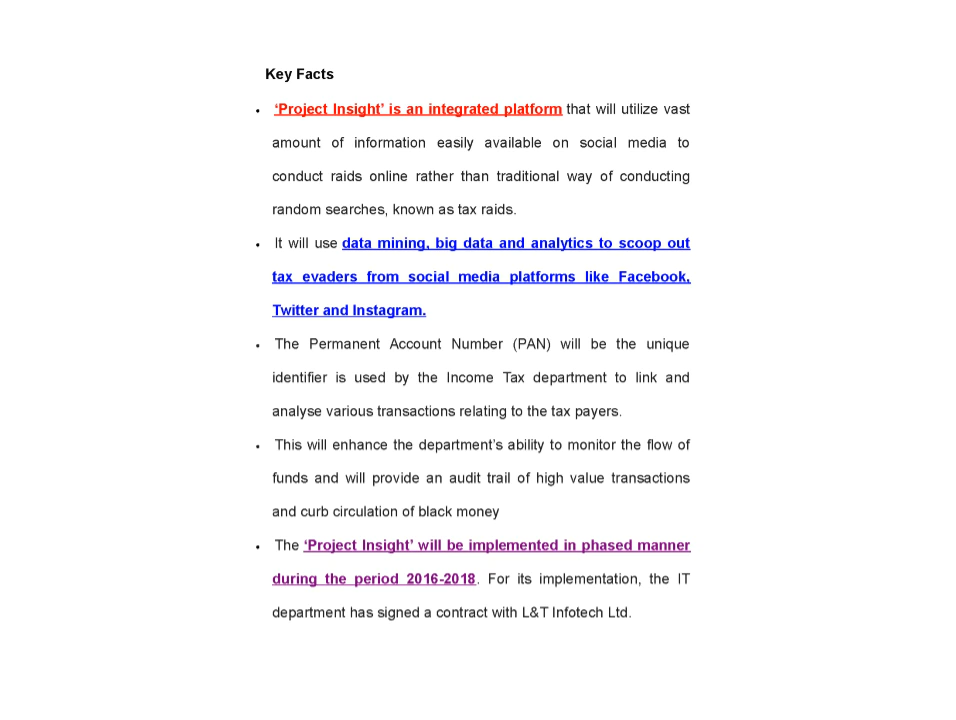 Key Facts
• ‘Project Insight’ is an integrated platform that will utilize vast
amount of information easily available on social media to
conduct raids online rather than traditional way of conducting
random searches, known as tax raids.
• It will use data mining, big data and analytics to scoop out
tax evaders from social media platforms like Facebook,
Twitter and Instagram.
• The Permanent Account Number (PAN) will be the unique
identifier is used by the Income Tax department to link and
analyse various transactions relating to the tax payers.
• This will enhance the department’s ability to monitor the flow of
funds and will provide an audit trail of high value transactions
and curb circulation of black money
• The ‘Project Insight’ will be implemented in phased manner
during the period 2016-2018. For its implementation, the IT
department has signed a contract with L&T Infotech Ltd.